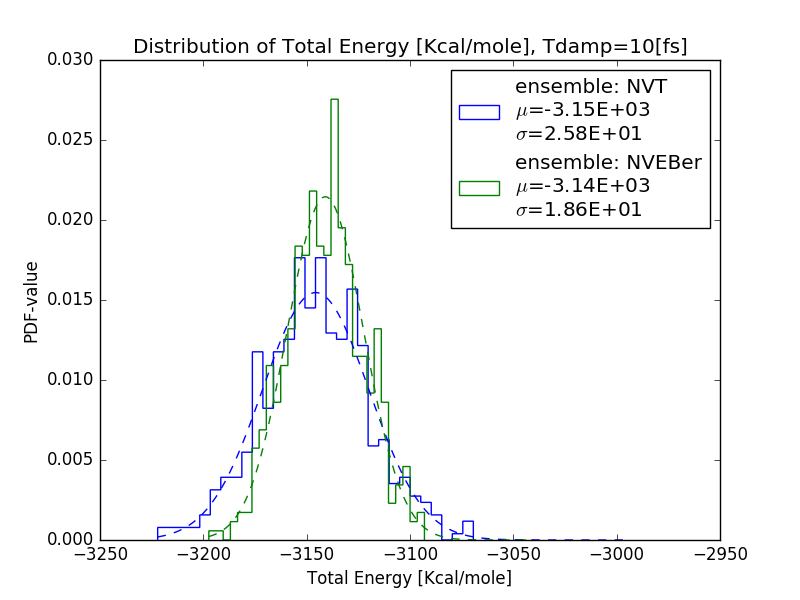 Distribution of Total Energy [Kcal/mole], Tdamp=10[fs]
0.030
0.025
0.020
0.015
0.010
0.005
0.000
PDF-value
ensemble: NVT
μ=-3.15E+03
σ=2.58E+01
ensemble: NVEBer
μ=-3.14E+03
σ=1.86E+01
−3250 −3200 −3150 −3100 −3050 −3000 −2950
Total Energy [Kcal/mole]